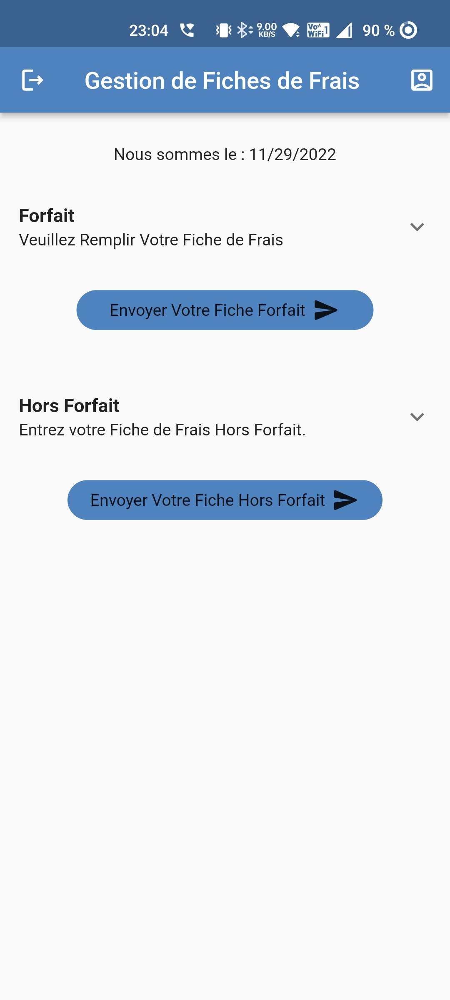 23:04 9.00 KB/S Vo WiFi 1 90 %
Gestion de Fiches de Frais
Nous sommes le : 11/29/2022
Forfait
Veuillez Remplir Votre Fiche de Frais
Envoyer Votre Fiche Forfait
Hors Forfait
Entrez votre Fiche de Frais Hors Forfait.
Envoyer Votre Fiche Hors Forfait